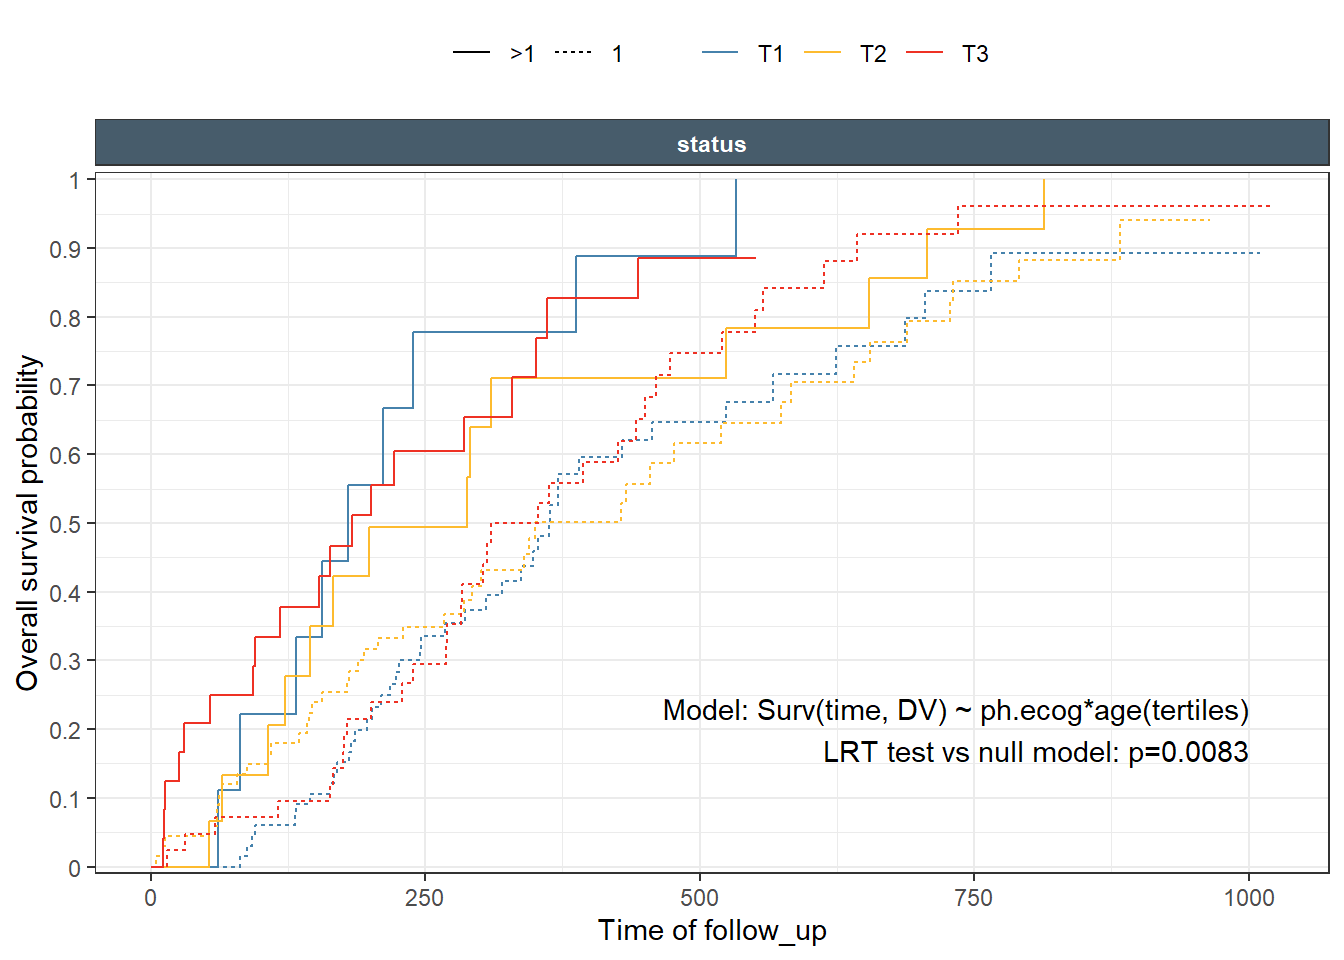 >1 1 T1 T2 T3
status
Overall survival probability
1
0.9
0.8
0.7
0.6
0.5
0.4
0.3
0.2
0.1
0
Model: Surv(time, DV) ~ ph.ecog*age(tertiles)
LRT test vs null model: p=0.0083
0 250 500 750 1000
Time of follow_up